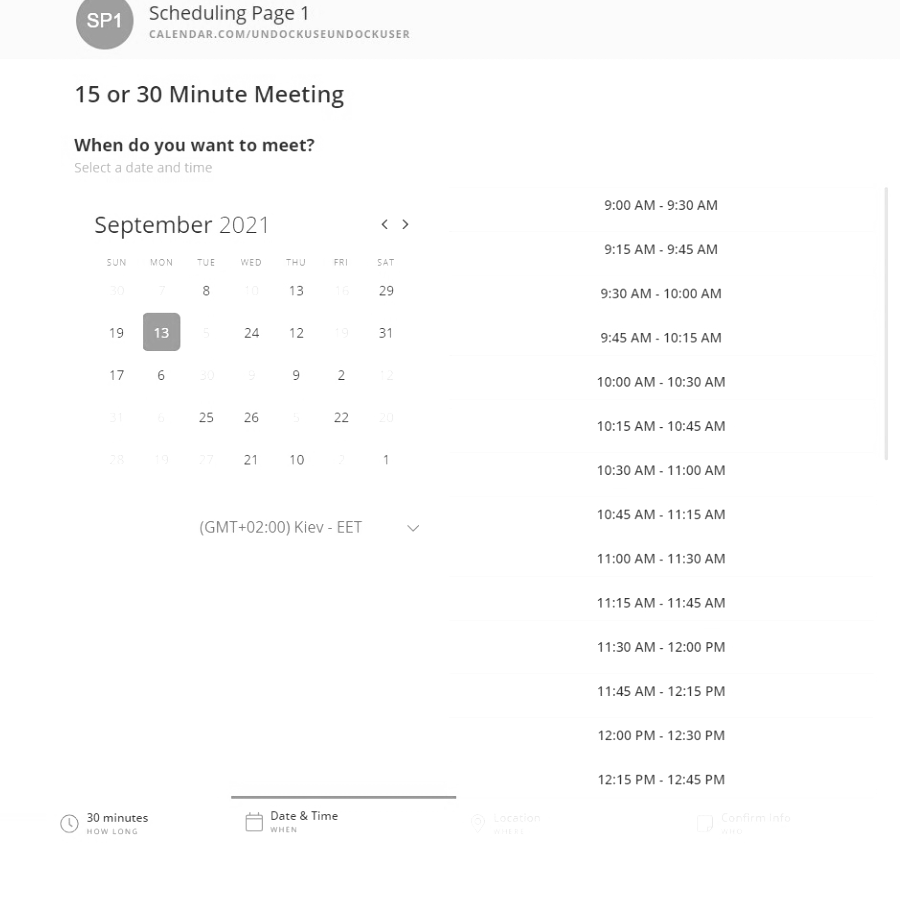 SP1
Scheduling Page 1
CALENDAR.COM/UNDOCKUSEUNDOCKUSER
15 or 30 Minute Meeting
When do you want to meet?
Select a date and time
September 2021
SUN MON TUE WED THU FRI SAT
30 7 8 10 13 16 29
19 13 5 24 12 19 31
17 6 30 9 9 2 12
31 6 25 26 5 22 20
28 19 27 21 10 2 1
(GMT+02:00) Kiev - EET
9:00 AM - 9:30 AM
9:15 AM - 9:45 AM
9:30 AM - 10:00 AM
9:45 AM - 10:15 AM
10:00 AM - 10:30 AM
10:15 AM - 10:45 AM
10:30 AM - 11:00 AM
10:45 AM - 11:15 AM
11:00 AM - 11:30 AM
11:15 AM - 11:45 AM
11:30 AM - 12:00 PM
11:45 AM - 12:15 PM
12:00 PM - 12:30 PM
12:15 PM - 12:45 PM
30 minutes
HOW LONG
Date & Time
WHEN
Location
WHERE
Confirm Info
WHO